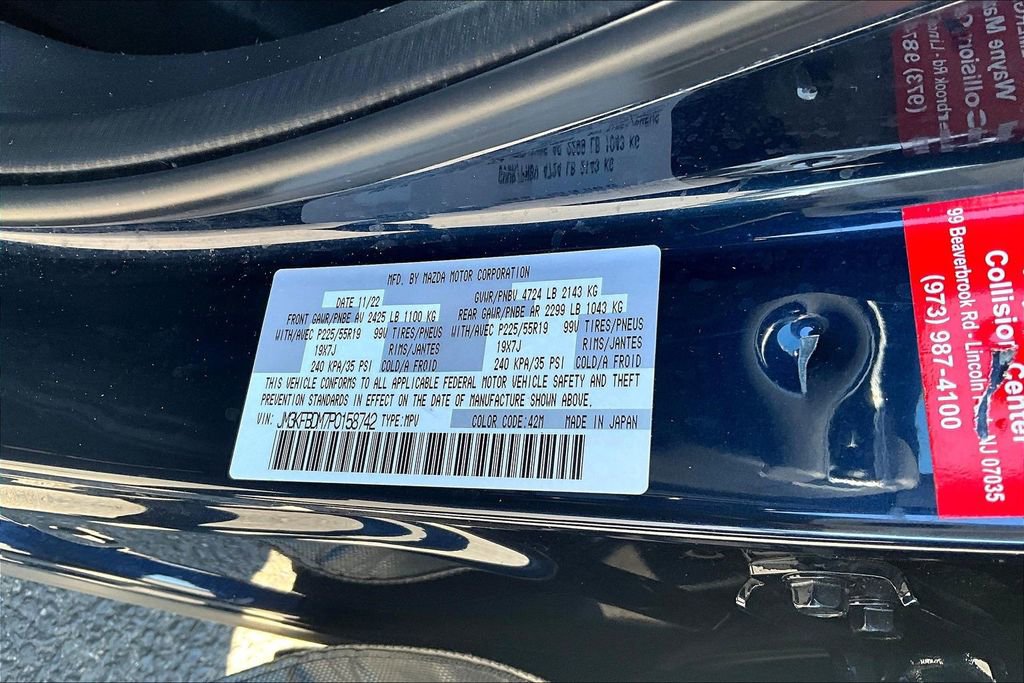 MFD. BY MAZDA MOTOR CORPORATION
DATE 11/22
GVWR/PNBV 4724 LB 2143 KG
FRONT GAWR/PNBE AV 2425 LB 1100 KG
REAR GAWR/PNBE AR 2299 LB 1043 KG
WITH/AVEC P225/55R19 99V TIRES/PNEUS
WITH/AVEC P225/55R19 99V TIRES/PNEUS
19X7J RIMS/JANTES
19X7J RIMS/JANTES
240 KPA/35 PSI COLD/A FROID
240 KPA/35 PSI COLD/A FROID
THIS VEHICLE CONFORMS TO ALL APPLICABLE FEDERAL MOTOR VEHICLE SAFETY AND THEFT
PREVENTION STANDARDS IN EFFECT ON THE DATE OF MANUFACTURE SHOWN ABOVE.
VIN: JM3KFBDM7P0158742 TYPE:MPV COLOR CODE:42M MADE IN JAPAN
Collision Center
99 Beaverbrook Rd - Lincoln NJ 07035
(973) 987-4100